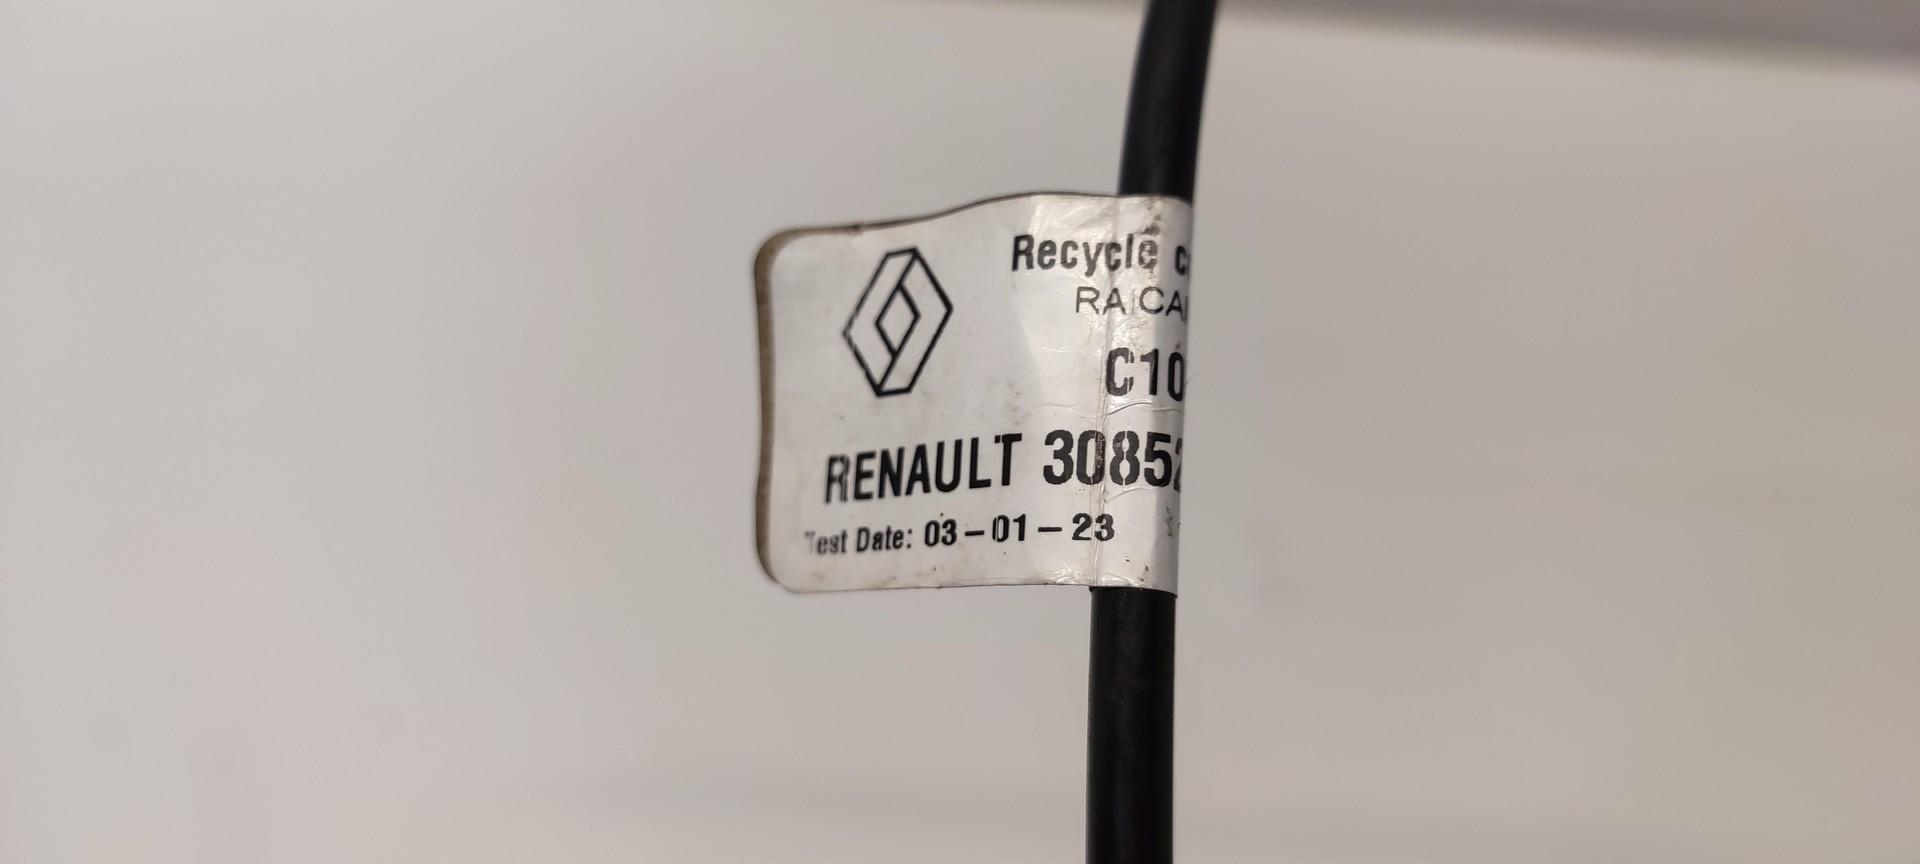 Recycle
RAICA
C10
RENAULT 30852
Test Date: 03-01-23